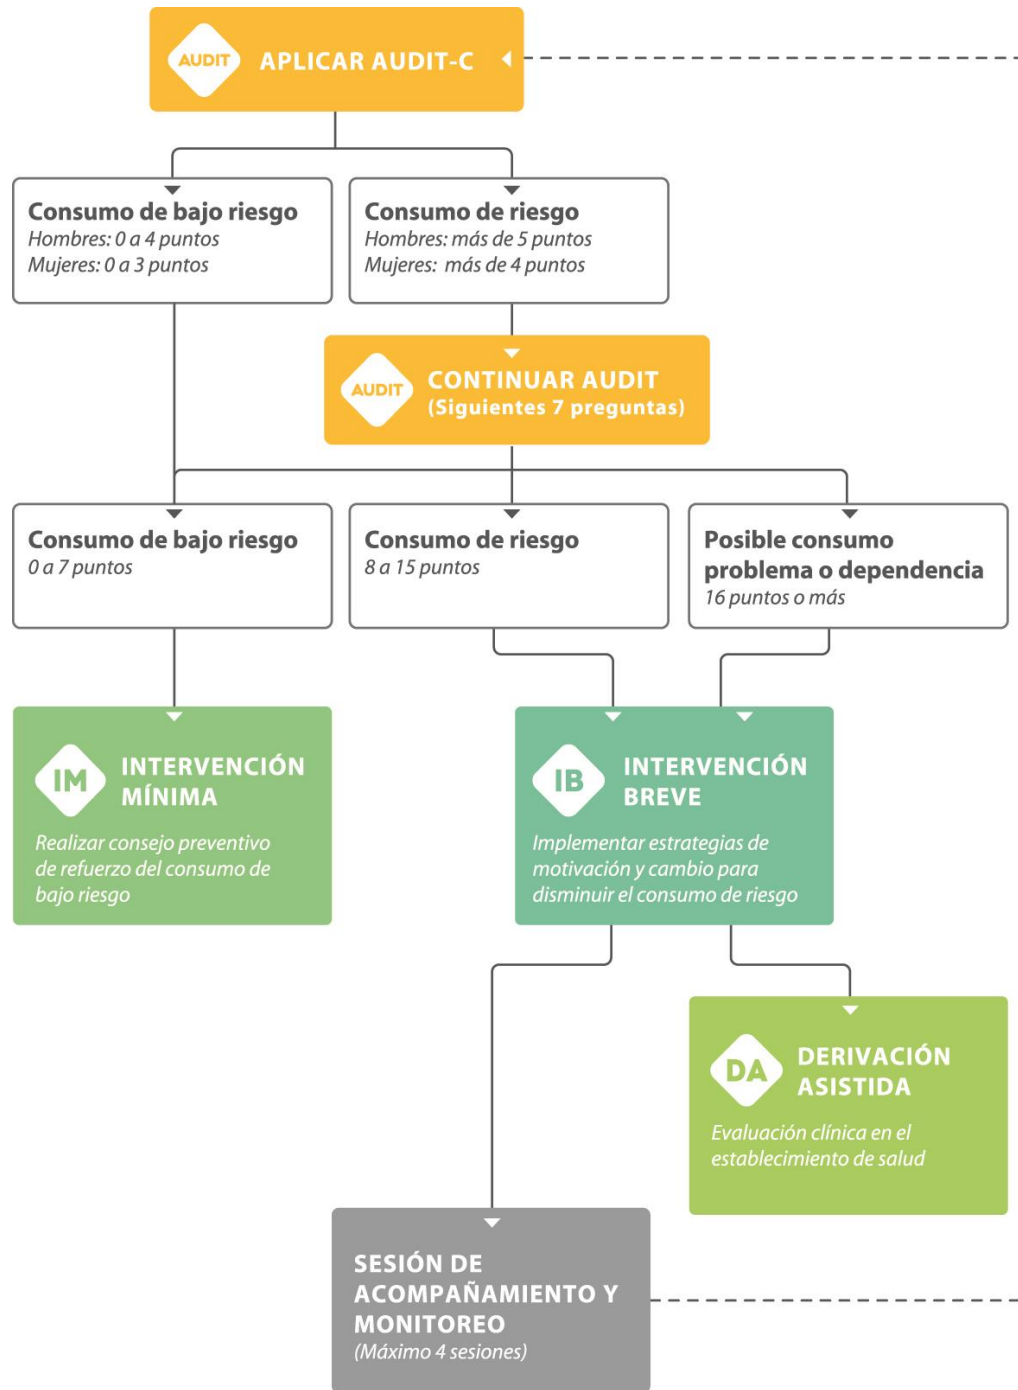 AUDIT
APLICAR AUDIT-C
Consumo de bajo riesgo
Hombres: 0 a 4 puntos
Mujeres: 0 a 3 puntos
Consumo de riesgo
Hombres: más de 5 puntos
Mujeres: más de 4 puntos
AUDIT
CONTINUAR AUDIT
(Siguientes 7 preguntas)
Consumo de bajo riesgo
0 a 7 puntos
Consumo de riesgo
8 a 15 puntos
Posible consumo
problema o dependencia
16 puntos o más
IM
INTERVENCIÓN
MÍNIMA
Realizar consejo preventivo
de refuerzo del consumo de
bajo riesgo
IB
INTERVENCIÓN
BREVE
Implementar estrategias de
motivación y cambio para
disminuir el consumo de riesgo
DA
DERIVACIÓN
ASISTIDA
Evaluación clínica en el
establecimiento de salud
SESIÓN DE
ACOMPAÑAMIENTO Y
MONITOREO
(Máximo 4 sesiones)